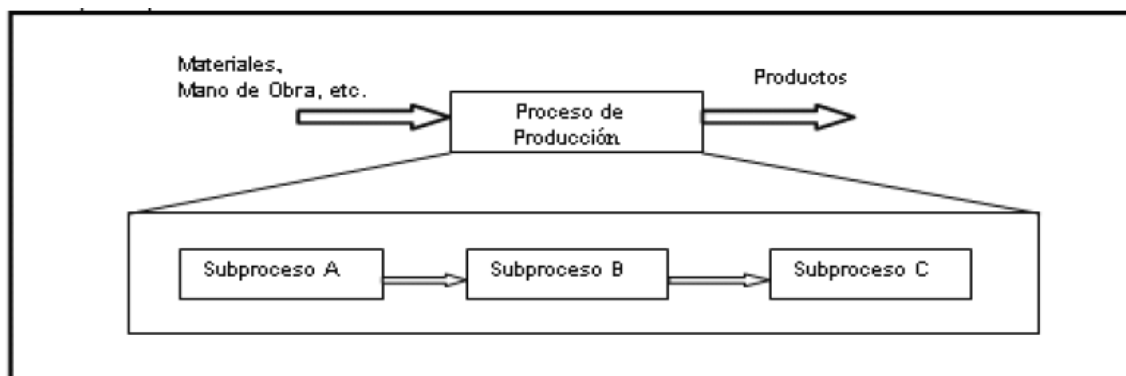 Materiales,
Mano de Obra, etc.
Productos
Proceso de
Producción
Subproceso A
Subproceso B
Subproceso C